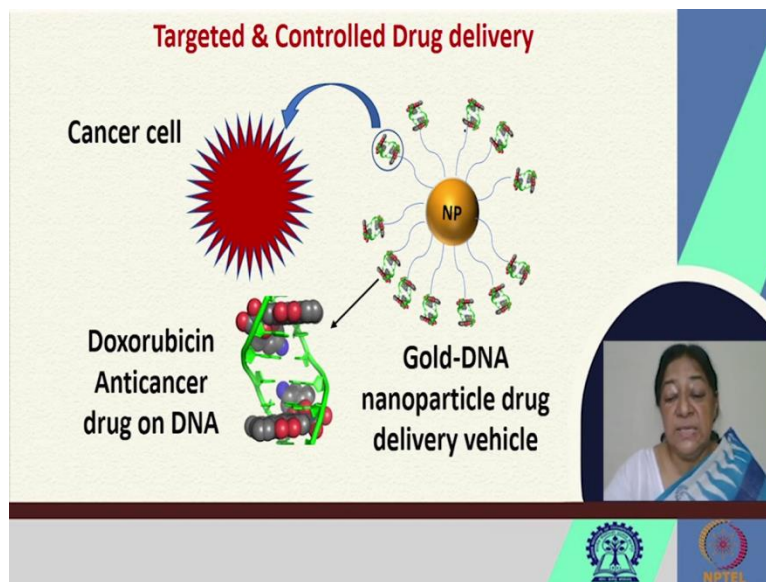 Targeted & Controlled Drug delivery
Cancer cell
NP
Doxorubicin
Anticancer
drug on DNA
Gold-DNA
nanoparticle drug
delivery vehicle
NPTEL